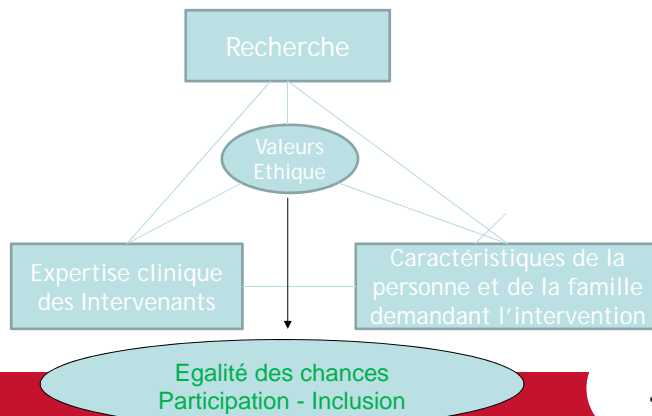 Recherche
Valeurs
Ethique
Expertise clinique
des Intervenants
Caractéristiques de la
personne et de la famille
demandant l'intervention
Egalité des chances
Participation - Inclusion